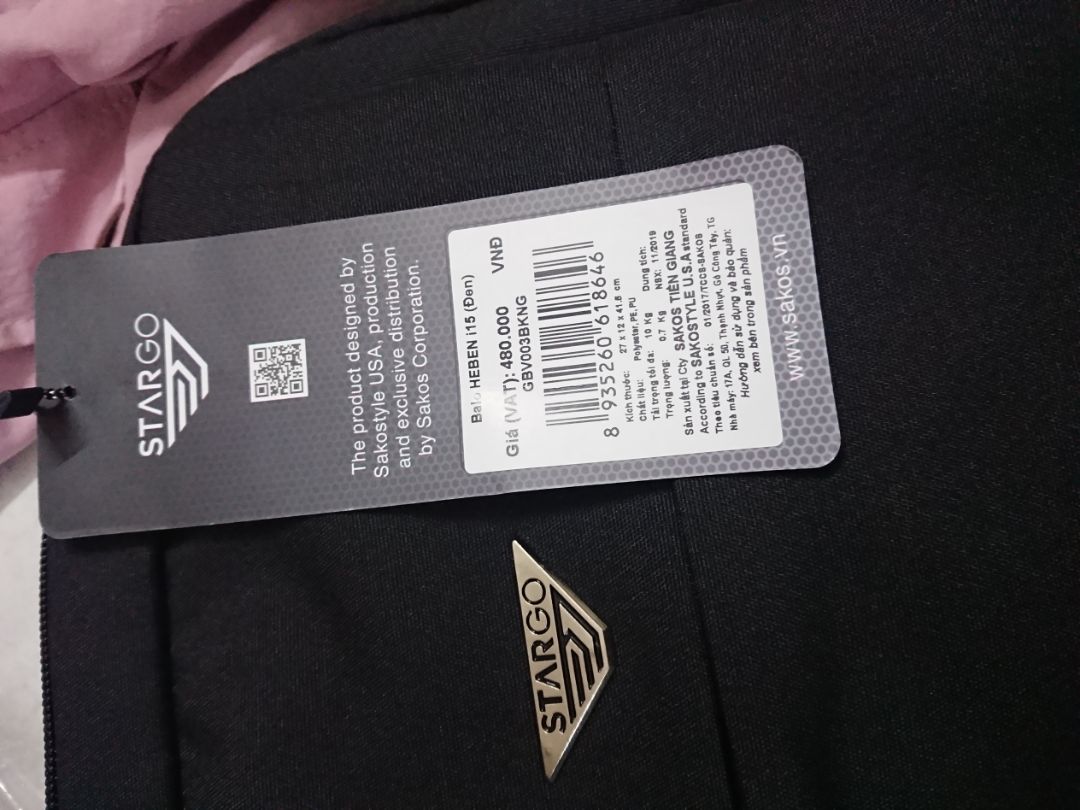 STARGO
The product designed by
Sakostyle USA, production
and exclusive distribution
by Sakos Corporation.
Balo HEBEN i15 (Đen)
Giá (VAT): 480.000 VNĐ
GBV003BKNG
8 935260 618646
Kích thước: 27 x 12 x 41.5 cm
Chất liệu: Polyester, PE, PU
Tải trọng tối đa: 10 Kg Dung tích:
Trọng lượng: 0.7 Kg NSX: 11/2019
Sản xuất tại Cty SAKOS TIỀN GIANG
According to SAKOSTYLE U.S.A standard
Theo tiêu chuẩn số: 01/2017/TCCS-SAKOS
Nhà máy: 17A, QL 50, Thạnh Nhựt, Gò Công Tây, TG
Hướng dẫn sử dụng và bảo quản:
xem bên trong sản phẩm
www.sakos.vn
STARGO